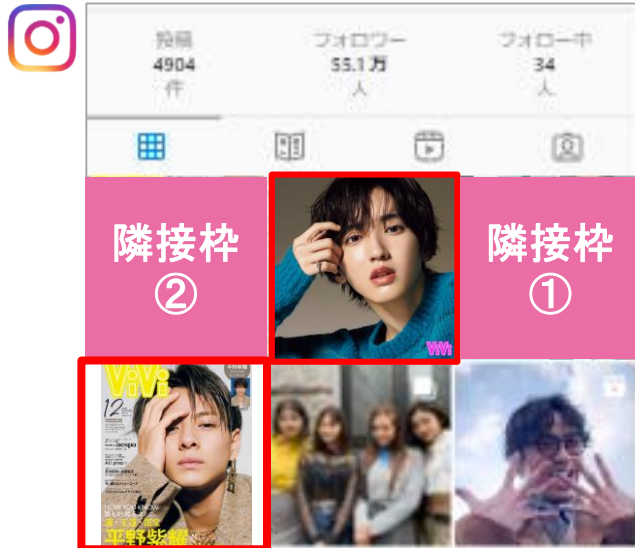 投稿 フォロワー フォロー中
4904 55.1万 34
件 人 人
隣接枠
②
ViVi
隣接枠
①
ViVi
12
aespa
平野紫耀